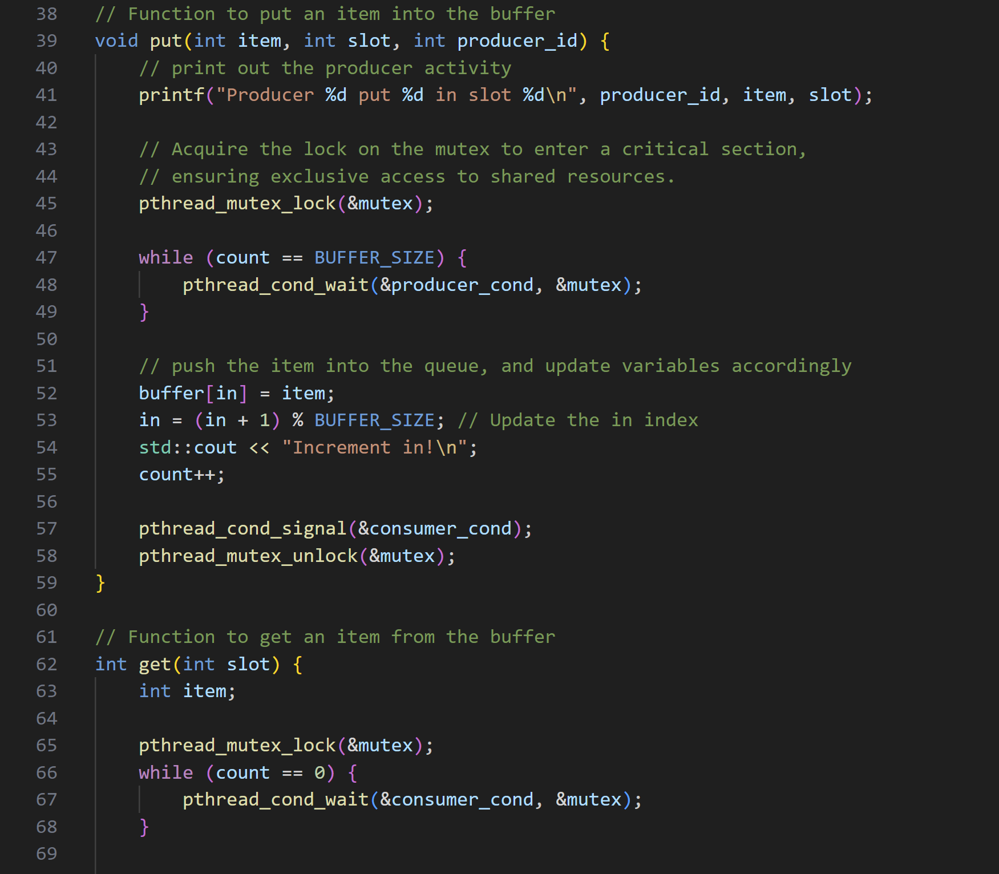 38 // Function to put an item into the buffer
39 void put(int item, int slot, int producer_id) {
40     // print out the producer activity
41     printf("Producer %d put %d in slot %d\n", producer_id, item, slot);
42
43     // Acquire the lock on the mutex to enter a critical section,
44     // ensuring exclusive access to shared resources.
45     pthread_mutex_lock(&mutex);
46
47     while (count == BUFFER_SIZE) {
48         pthread_cond_wait(&producer_cond, &mutex);
49     }
50
51     // push the item into the queue, and update variables accordingly
52     buffer[in] = item;
53     in = (in + 1) % BUFFER_SIZE; // Update the in index
54     std::cout << "Increment in!\n";
55     count++;
56
57     pthread_cond_signal(&consumer_cond);
58     pthread_mutex_unlock(&mutex);
59 }
60
61 // Function to get an item from the buffer
62 int get(int slot) {
63     int item;
64
65     pthread_mutex_lock(&mutex);
66     while (count == 0) {
67         pthread_cond_wait(&consumer_cond, &mutex);
68     }
69